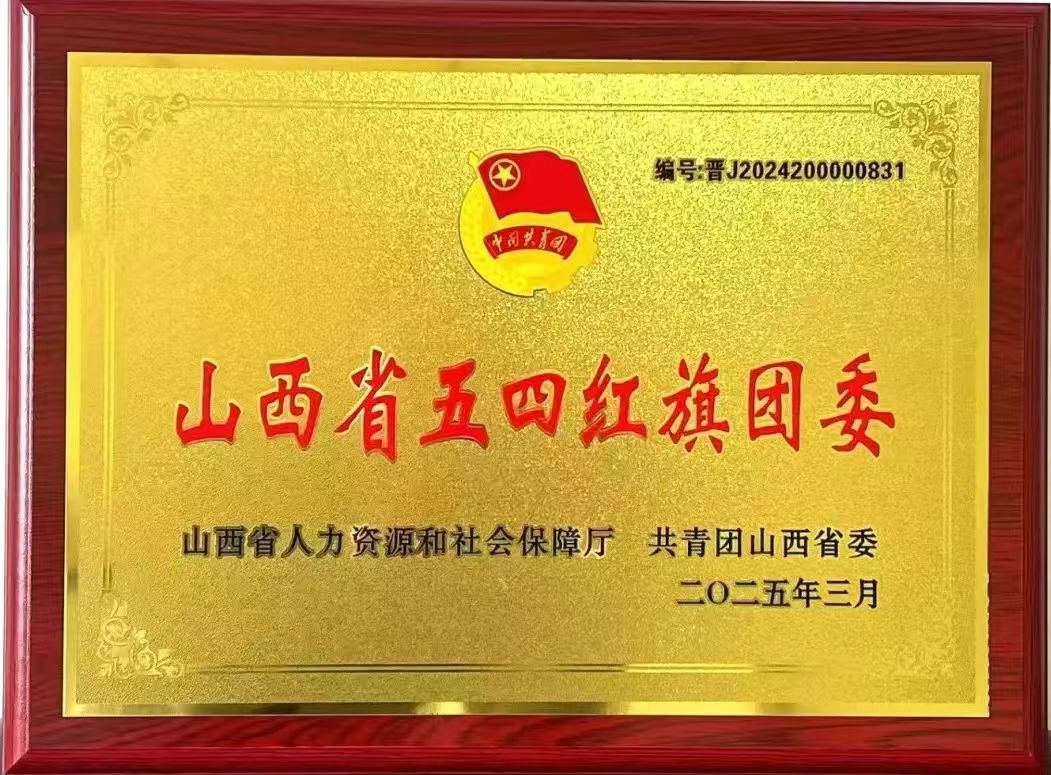 编号:晋J2024200000831
中国共青团
山西省五四红旗团委
山西省人力资源和社会保障厅 共青团山西省委
二〇二五年三月